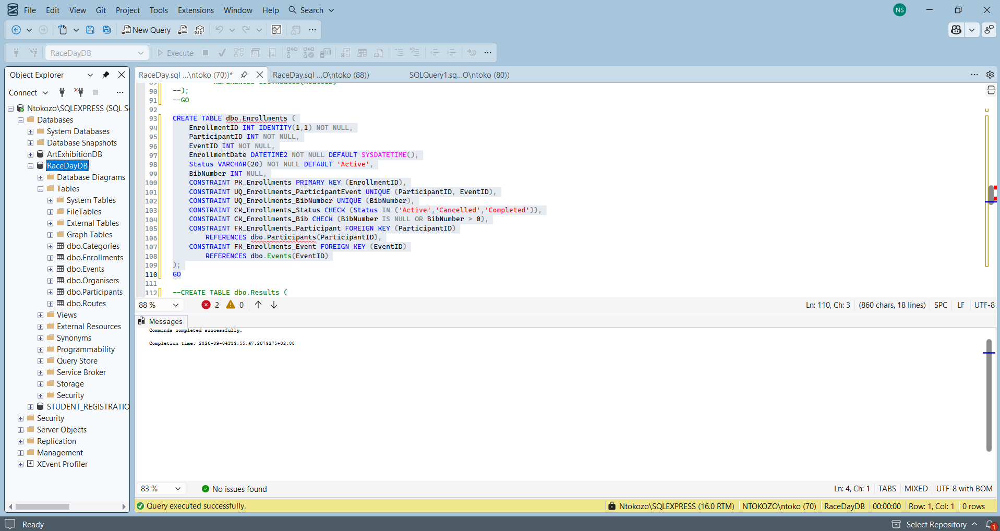 File Edit View Git Project Tools Extensions Window Help Search
NS
New Query
RaceDayDB Execute
Object Explorer
Connect
Ntokozo\SQLEXPRESS (SQL S
Databases
System Databases
Database Snapshots
ArtExhibitionDB
RaceDayDB
Database Diagrams
Tables
System Tables
FileTables
External Tables
Graph Tables
dbo.Categories
dbo.Enrollments
dbo.Events
dbo.Organisers
dbo.Participants
dbo.Routes
Views
External Resources
Synonyms
Programmability
Query Store
Service Broker
Storage
Security
STUDENT_REGISTRATIO
Security
Server Objects
Replication
Management
XEvent Profiler
RaceDay.sql ...\ntoko (70))* RaceDay.sql ...O\ntoko (88)) SQLQuery1.sq...O\ntoko (80))
89 REFERENCES dbo.Routes(RouteID)
90 --);
91 --GO
92
93 CREATE TABLE dbo.Enrollments (
94 EnrollmentID INT IDENTITY(1,1) NOT NULL,
95 ParticipantID INT NOT NULL,
96 EventID INT NOT NULL,
97 EnrollmentDate DATETIME2 NOT NULL DEFAULT SYSDATETIME(),
98 Status VARCHAR(20) NOT NULL DEFAULT 'Active',
99 BibNumber INT NULL,
100 CONSTRAINT PK_Enrollments PRIMARY KEY (EnrollmentID),
101 CONSTRAINT UQ_Enrollments_ParticipantEvent UNIQUE (ParticipantID, EventID),
102 CONSTRAINT UQ_Enrollments_BibNumber UNIQUE (BibNumber),
103 CONSTRAINT CK_Enrollments_Status CHECK (Status IN ('Active','Cancelled','Completed')),
104 CONSTRAINT CK_Enrollments_Bib CHECK (BibNumber IS NULL OR BibNumber > 0),
105 CONSTRAINT FK_Enrollments_Participant FOREIGN KEY (ParticipantID)
106 REFERENCES dbo.Participants(ParticipantID),
107 CONSTRAINT FK_Enrollments_Event FOREIGN KEY (EventID)
108 REFERENCES dbo.Events(EventID)
109 );
110 GO
111
112 --CREATE TABLE dbo.Results (
88 % 2 0 Ln: 110, Ch: 3 (860 chars, 18 lines) SPC LF UTF-8
Messages
Commands completed successfully.
Completion time: 2026-09-04T13:55:47.2073275+02:00
83 % No issues found Ln: 4, Ch: 1 TABS MIXED UTF-8 with BOM
Query executed successfully. Ntokozo\SQLEXPRESS (16.0 RTM) NTOKOZO\ntoko (70) RaceDayDB 00:00:00 Row: 1, Col: 1 0 rows
Ready Select Repository 1